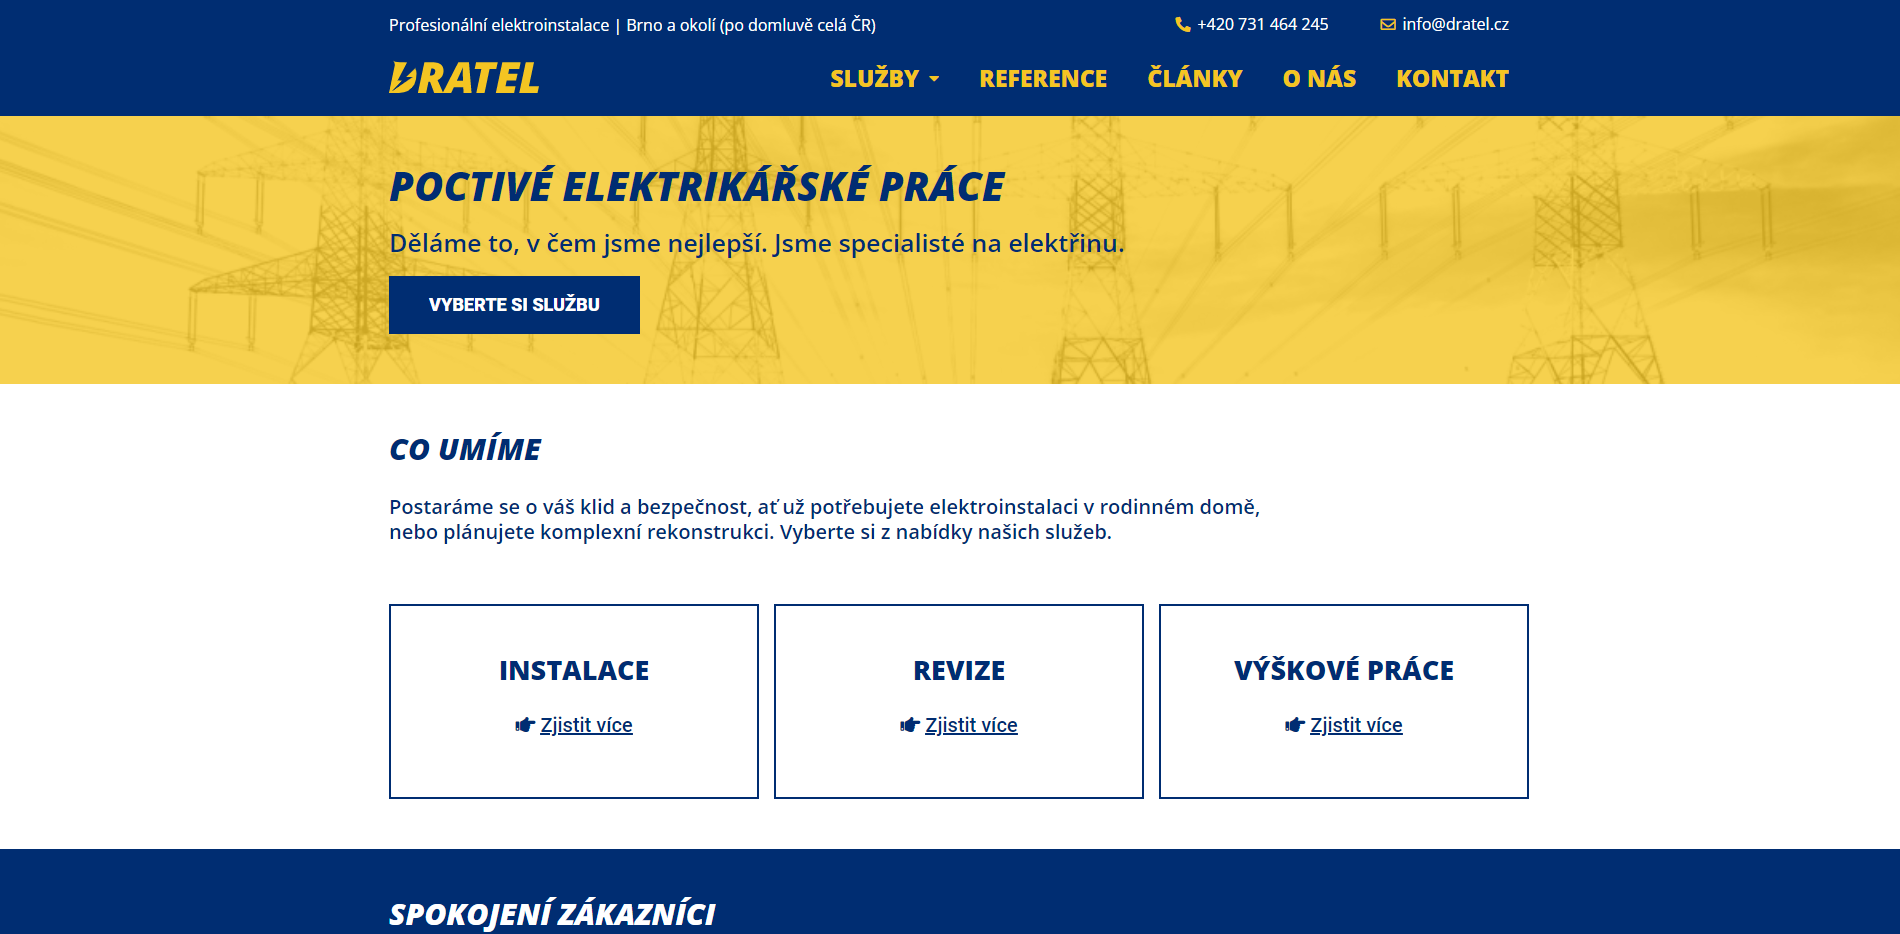 Profesionální elektroinstalace | Brno a okolí (po domluvě celá ČR)
+420 731 464 245
info@dratel.cz
DRATEL
SLUŽBY
REFERENCE
ČLÁNKY
O NÁS
KONTAKT
POCTIVÉ ELEKTRIKÁŘSKÉ PRÁCE
Děláme to, v čem jsme nejlepší. Jsme specialisté na elektřinu.
VYBERTE SI SLUŽBU
CO UMÍME
Postaráme se o váš klid a bezpečnost, ať už potřebujete elektroinstalaci v rodinném domě,
nebo plánujete komplexní rekonstrukci. Vyberte si z nabídky našich služeb.
INSTALACE
Zjistit více
REVIZE
Zjistit více
VÝŠKOVÉ PRÁCE
Zjistit více
SPOKOJENÍ ZÁKAZNÍCI